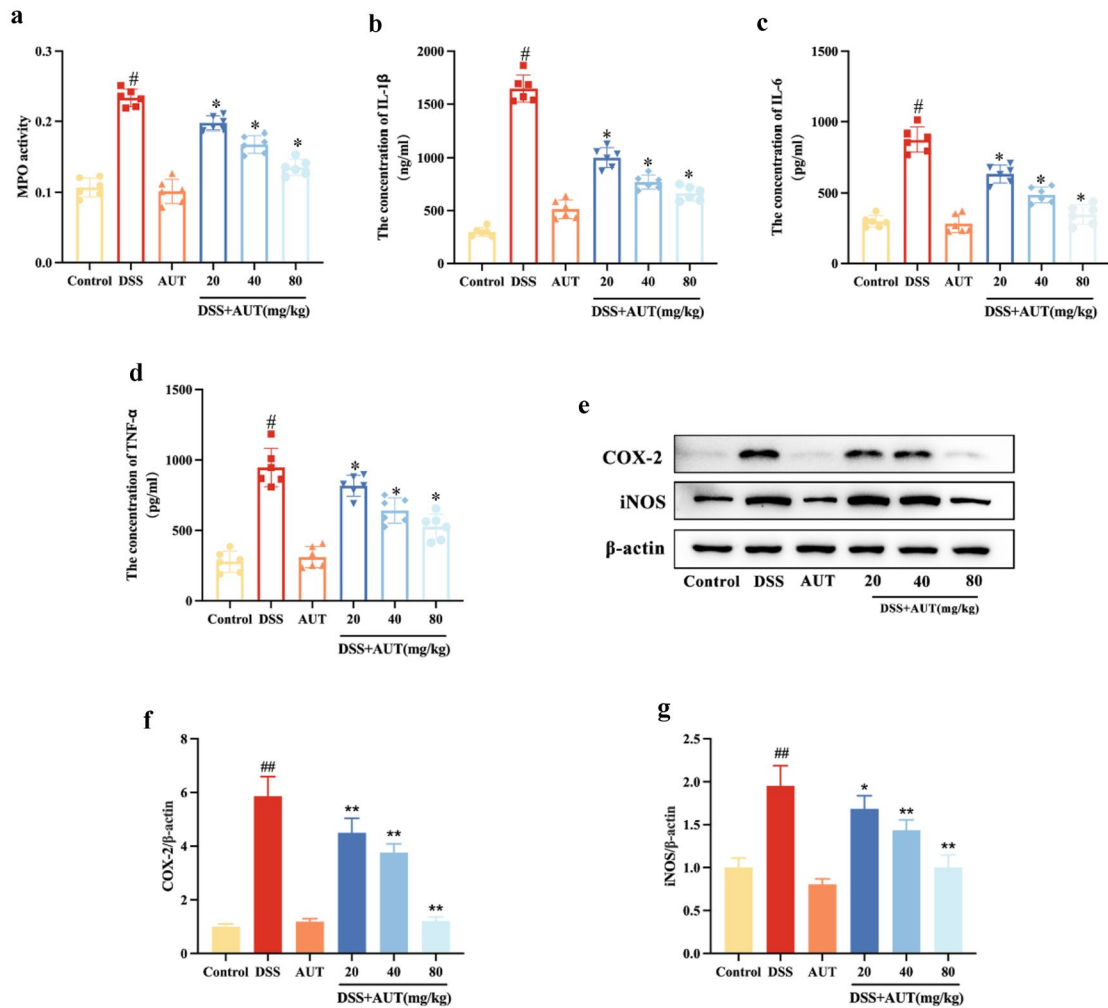 a
MPO activity
0.3
0.2
0.1
0.0
#
*
*
*
Control DSS AUT 20 40 80
DSS+AUT(mg/kg)
b
The concentration of IL-1β
(ng/ml)
2000
1500
1000
500
0
#
*
*
*
Control DSS AUT 20 40 80
DSS+AUT(mg/kg)
c
The concentration of IL-6
(pg/ml)
1500
1000
500
0
#
*
*
*
Control DSS AUT 20 40 80
DSS+AUT(mg/kg)
d
The concentration of TNF-α
(pg/ml)
1500
1000
500
0
#
*
*
*
Control DSS AUT 20 40 80
DSS+AUT(mg/kg)
e
COX-2
iNOS
β-actin
Control DSS AUT 20 40 80
DSS+AUT(mg/kg)
f
COX-2/β-actin
8
6
4
2
0
##
**
**
**
Control DSS AUT 20 40 80
DSS+AUT(mg/kg)
g
iNOS/β-actin
2.5
2.0
1.5
1.0
0.5
0.0
##
*
**
**
Control DSS AUT 20 40 80
DSS+AUT(mg/kg)